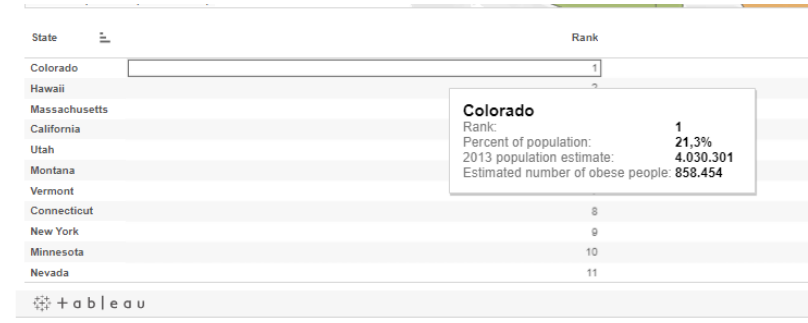 State Rank
Colorado 1
Hawaii
Massachusetts
California
Utah
Montana
Vermont
Connecticut 8
New York 9
Minnesota 10
Nevada 11
Colorado
Rank: 1
Percent of population: 21,3%
2013 population estimate: 4.030.301
Estimated number of obese people: 858.454
+ a b | e a u